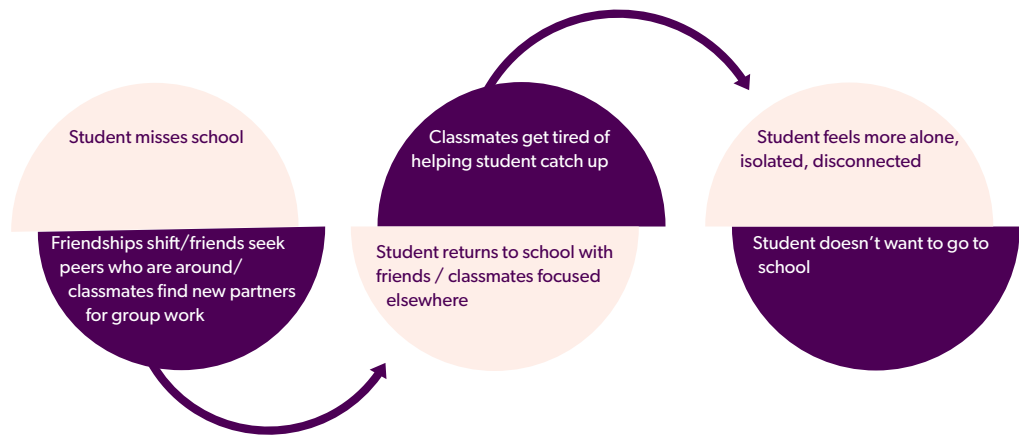 Student misses school
Friendships shift/friends seek
peers who are around/
classmates find new partners
for group work
Classmates get tired of
helping student catch up
Student returns to school with
friends / classmates focused
elsewhere
Student feels more alone,
isolated, disconnected
Student doesn’t want to go to
school